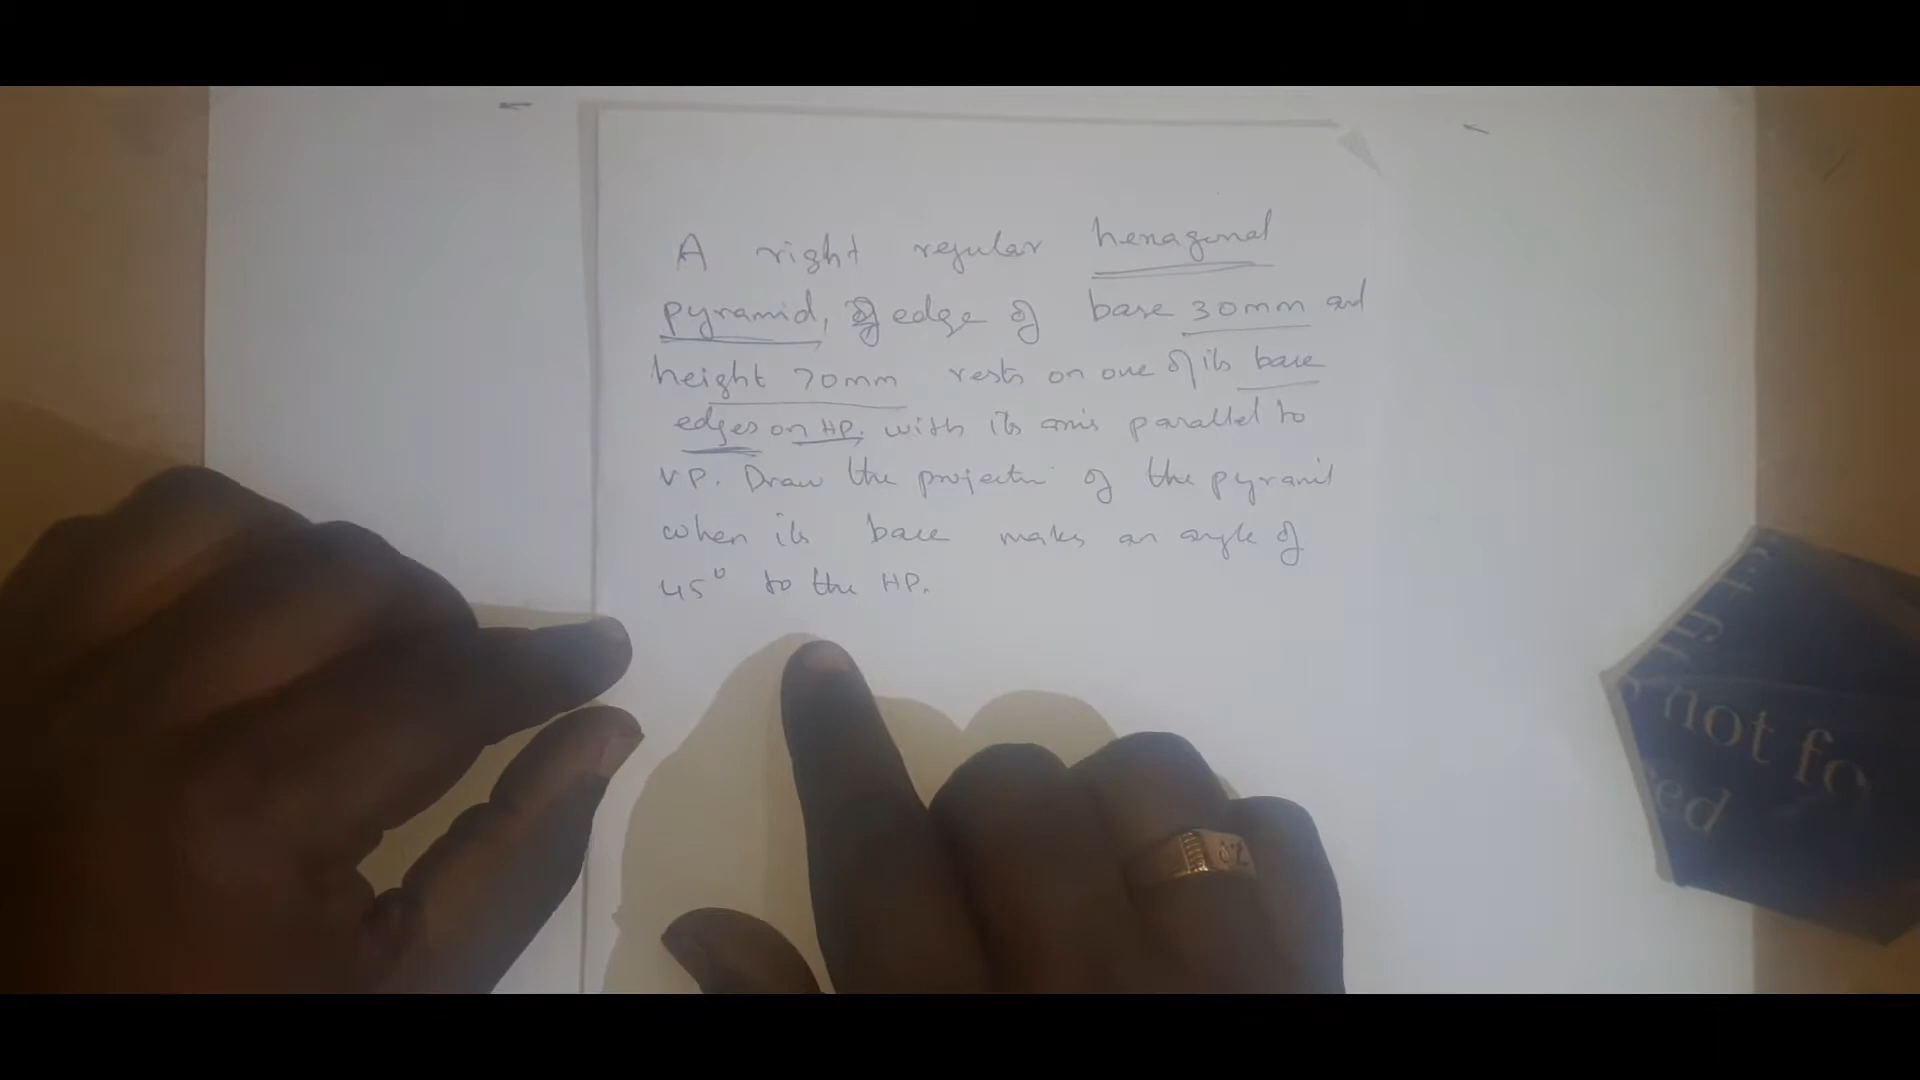 A right regular hexagonal
pyramid, of edge of base 30mm and
height 70mm rests on one of its base
edges on HP. with its axis parallel to
VP. Draw the projectn of the pyramid
when its base makes an angle of
45° to the HP.
not fo
ed